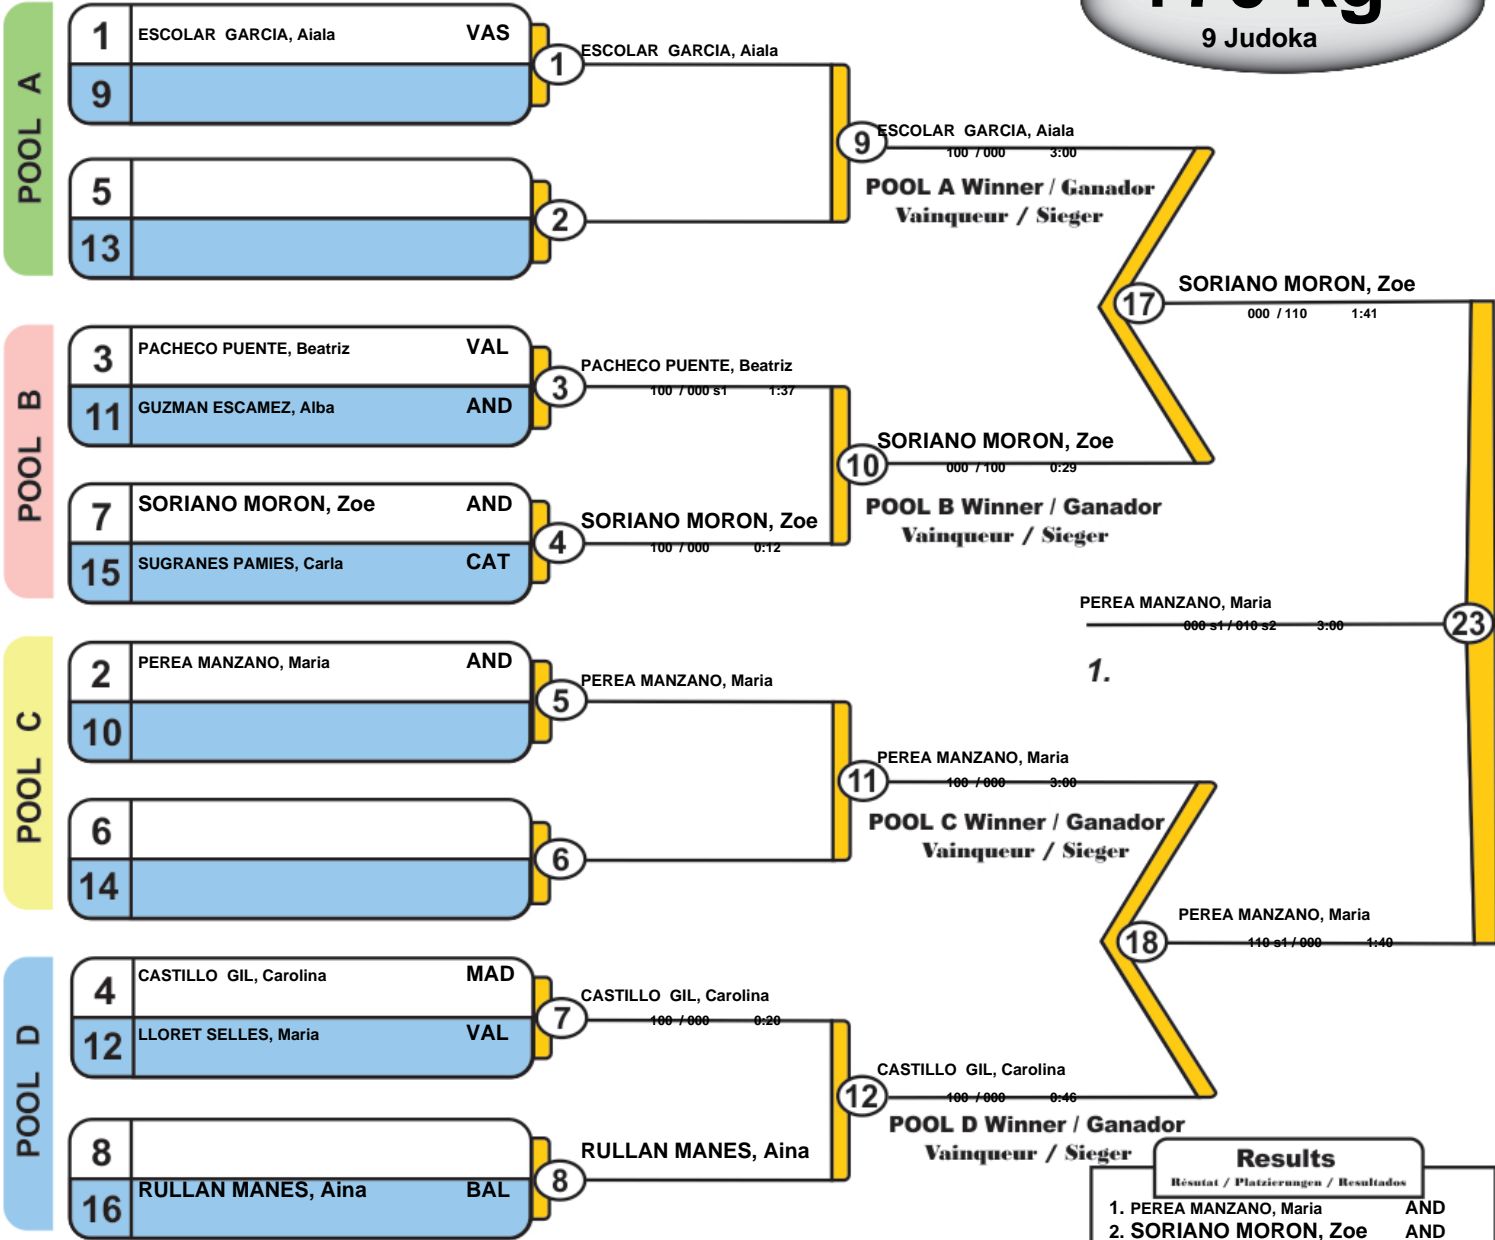 9 Judoka
POOL A
1 ESCOLAR GARCIA, Aiala VAS
9
5
13
1 ESCOLAR GARCIA, Aiala
2
9 ESCOLAR GARCIA, Aiala
100 / 000 3:00
POOL A Winner / Ganador
Vainqueur / Sieger
POOL B
3 PACHECO PUENTE, Beatriz VAL
11 GUZMAN ESCAMEZ, Alba AND
7 SORIANO MORON, Zoe AND
15 SUGRANES PAMIES, Carla CAT
3 PACHECO PUENTE, Beatriz
100 / 000 s1 1:37
4 SORIANO MORON, Zoe
100 / 000 0:12
10 SORIANO MORON, Zoe
000 / 100 0:29
POOL B Winner / Ganador
Vainqueur / Sieger
17 SORIANO MORON, Zoe
000 / 110 1:41
PEREA MANZANO, Maria
000 s1 / 010 s2 3:00
23
1.
POOL C
2 PEREA MANZANO, Maria AND
10
6
14
5 PEREA MANZANO, Maria
6
11 PEREA MANZANO, Maria
100 / 000 3:00
POOL C Winner / Ganador
Vainqueur / Sieger
18 PEREA MANZANO, Maria
110 s1 / 000 1:40
POOL D
4 CASTILLO GIL, Carolina MAD
12 LLORET SELLES, Maria VAL
8
16 RULLAN MANES, Aina BAL
7 CASTILLO GIL, Carolina
100 / 000 0:20
8 RULLAN MANES, Aina
12 CASTILLO GIL, Carolina
100 / 000 0:46
POOL D Winner / Ganador
Vainqueur / Sieger
Results
Résutat / Platzierungen / Resultados
1. PEREA MANZANO, Maria AND
2. SORIANO MORON, Zoe AND